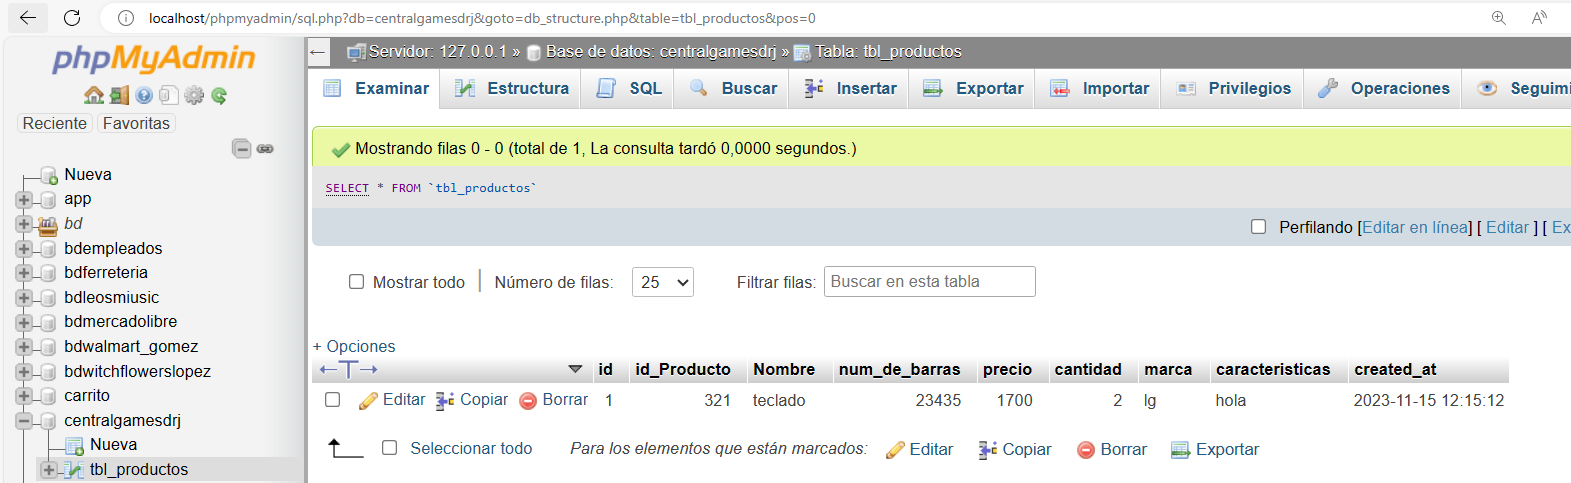 localhost/phpmyadmin/sql.php?db=centralgamesdrj&goto=db_structure.php&table=tbl_productos&pos=0
phpMyAdmin
Reciente Favoritas
Nueva
app
bd
bdempleados
bdferreteria
bdleosmiusic
bdmercadolibre
bdwalmart_gomez
bdwitchflowerslopez
carrito
centralgamesdrj
Nueva
tbl_productos
Servidor: 127.0.0.1 » Base de datos: centralgamesdrj » Tabla: tbl_productos
Examinar Estructura SQL Buscar Insertar Exportar Importar Privilegios Operaciones Seguimi
Mostrando filas 0 - 0 (total de 1, La consulta tardó 0,0000 segundos.)
SELECT * FROM `tbl_productos`
Perfilando [Editar en línea] [ Editar ] [ Ex
Mostrar todo | Número de filas: 25 Filtrar filas: Buscar en esta tabla
+ Opciones
←T→ id id_Producto Nombre num_de_barras precio cantidad marca caracteristicas created_at
Editar Copiar Borrar 1 321 teclado 23435 1700 2 lg hola 2023-11-15 12:15:12
Seleccionar todo Para los elementos que están marcados: Editar Copiar Borrar Exportar